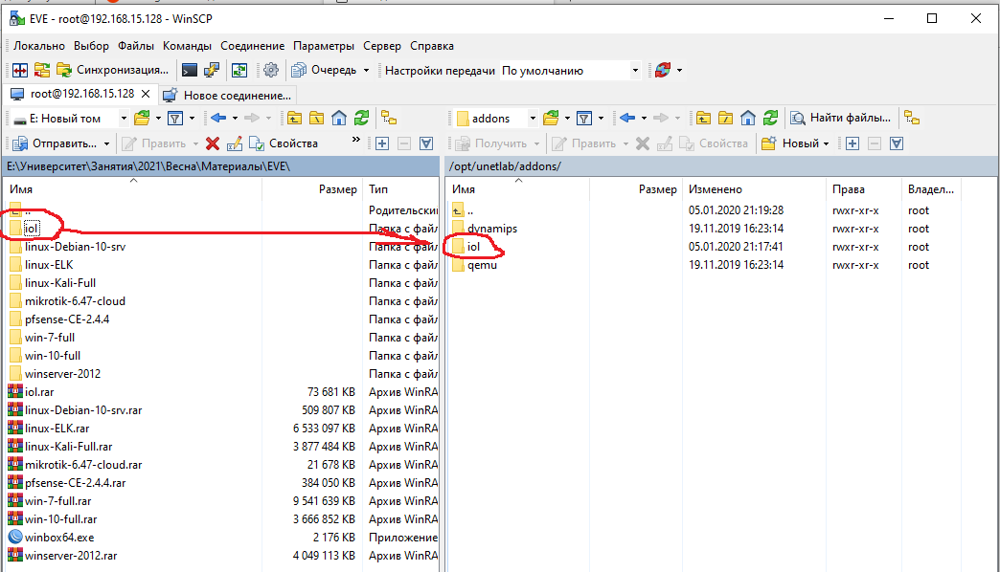 EVE - root@192.168.15.128 - WinSCP
Локально Выбор Файлы Команды Соединение Параметры Сервер Справка
Синхронизация... Очередь Настройки передачи По умолчанию
root@192.168.15.128 Новое соединение...
E: Новый том addons Найти файлы...
Отправить... Править Свойства » Получить Править Свойства Новый
E:\Университет\Занятия\2021\Весна\Материалы\EVE\ /opt/unetlab/addons/
Имя Размер Тип Имя Размер Изменено Права Владел...
.. Родительский .. 05.01.2020 21:19:28 rwxr-xr-x root
iol Папка с файл dynamips 19.11.2019 16:23:14 rwxr-xr-x root
linux-Debian-10-srv Папка с файл iol 05.01.2020 21:17:41 rwxr-xr-x root
linux-ELK Папка с файл qemu 19.11.2019 16:23:14 rwxr-xr-x root
linux-Kali-Full Папка с файл
mikrotik-6.47-cloud Папка с файл
pfsense-CE-2.4.4 Папка с файл
win-7-full Папка с файл
win-10-full Папка с файл
winserver-2012 Папка с файл
iol.rar 73 681 KB Архив WinRA
linux-Debian-10-srv.rar 509 807 KB Архив WinRA
linux-ELK.rar 6 533 097 KB Архив WinRA
linux-Kali-Full.rar 3 877 484 KB Архив WinRA
mikrotik-6.47-cloud.rar 21 678 KB Архив WinRA
pfsense-CE-2.4.4.rar 384 050 KB Архив WinRA
win-7-full.rar 9 541 639 KB Архив WinRA
win-10-full.rar 3 666 852 KB Архив WinRA
winbox64.exe 2 176 KB Приложение
winserver-2012.rar 4 049 113 KB Архив WinRA